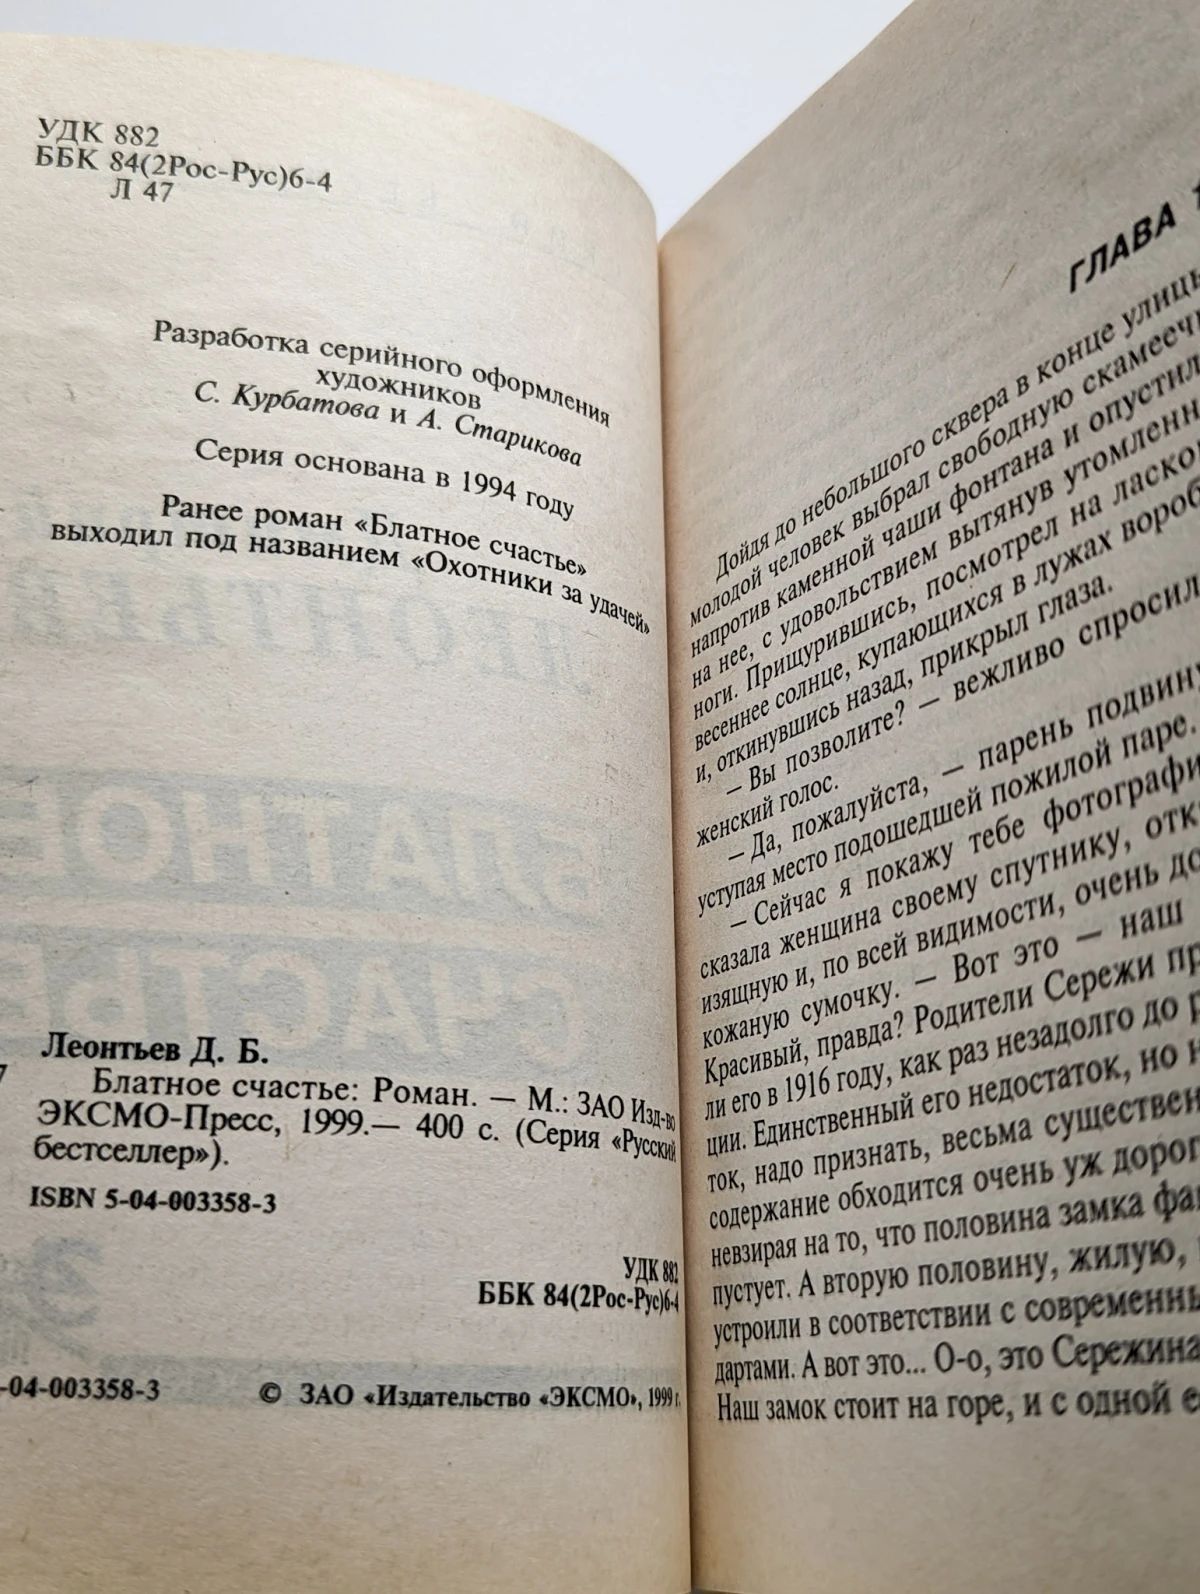 УДК 882
ББК 84(2Рос-Рус)6-4
Л 47
Разработка серийного оформления
художников
С. Курбатова и А. Старикова
Серия основана в 1994 году
Ранее роман «Блатное счастье»
выходил под названием «Охотники за удачей»
Леонтьев Д. Б.
7
Блатное счастье: Роман. — М.: ЗАО Изд-во
ЭКСМО-Пресс, 1999.— 400 с. (Серия «Русский
бестселлер»).
ISBN 5-04-003358-3
УДК 882
ББК 84(2Рос-Рус)6-4
-04-003358-3
© ЗАО «Издательство «ЭКСМО», 1999 г.
ГЛАВА
Дойдя до небольшого сквера в конце улицы
молодой человек выбрал свободную
напротив каменной чаши фонтана и
на нее, с удовольствием вытянув
ноги. Прищурившись, посмотрел на
весеннее солнце, купающихся в лужах
и, откинувшись назад, прикрыл глаза.
— Вы позволите? — вежливо спросил
женский голос.
— Да, пожалуйста, — парень
уступая место подошедшей пожилой паре.
— Сейчас я покажу тебе
сказала женщина своему спутнику,
изящную и, по всей видимости, очень
кожаную сумочку. — Вот это — наш
Красивый, правда? Родители Сережи
ли его в 1916 году, как раз незадолго до
ции. Единственный его недостаток, но
ток, надо признать, весьма
содержание обходится очень уж
невзирая на то, что половина замка
пустует. А вторую половину, жилую,
устроили в соответствии с
дартами. А вот это... О-о, это Сережина
Наш замок стоит на горе, и с одной